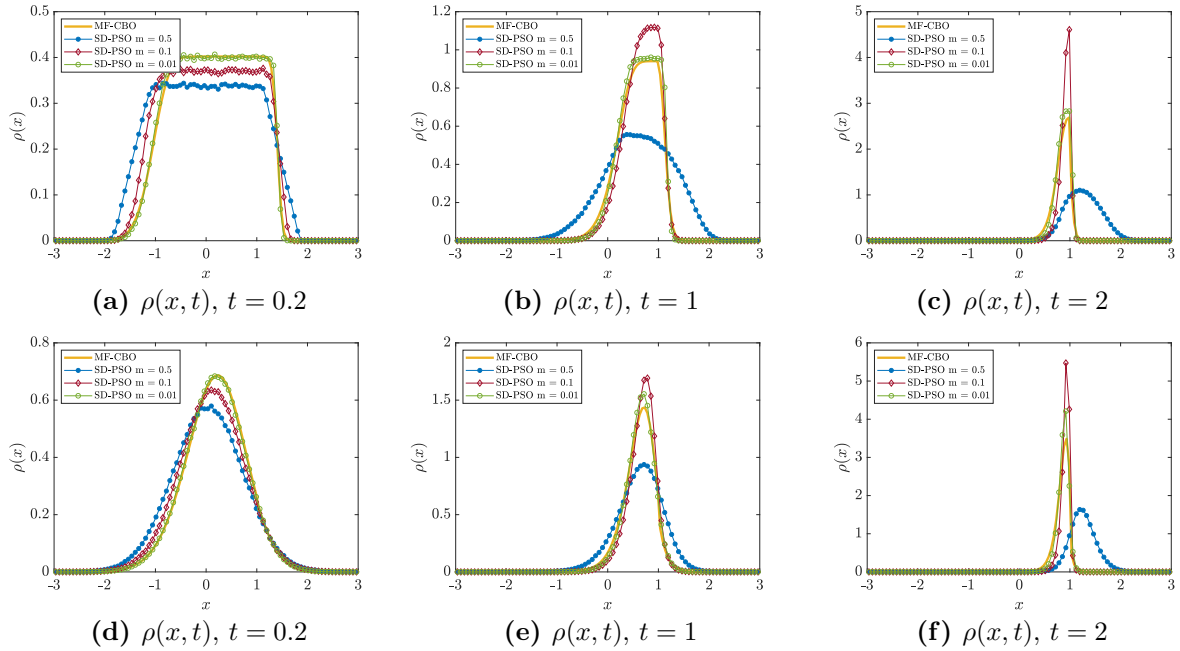 MF-CBO
SD-PSO m = 0.5
SD-PSO m = 0.1
SD-PSO m = 0.01
0.5
0.4
0.3
0.2
0.1
0
ρ(x)
-3 -2 -1 0 1 2 3
x
(a) ρ(x, t), t = 0.2
MF-CBO
SD-PSO m = 0.5
SD-PSO m = 0.1
SD-PSO m = 0.01
1.2
1
0.8
0.6
0.4
0.2
0
ρ(x)
-3 -2 -1 0 1 2 3
x
(b) ρ(x, t), t = 1
MF-CBO
SD-PSO m = 0.5
SD-PSO m = 0.1
SD-PSO m = 0.01
5
4
3
2
1
0
ρ(x)
-3 -2 -1 0 1 2 3
x
(c) ρ(x, t), t = 2
MF-CBO
SD-PSO m = 0.5
SD-PSO m = 0.1
SD-PSO m = 0.01
0.8
0.6
0.4
0.2
0
ρ(x)
-3 -2 -1 0 1 2 3
x
(d) ρ(x, t), t = 0.2
MF-CBO
SD-PSO m = 0.5
SD-PSO m = 0.1
SD-PSO m = 0.01
2
1.5
1
0.5
0
ρ(x)
-3 -2 -1 0 1 2 3
x
(e) ρ(x, t), t = 1
MF-CBO
SD-PSO m = 0.5
SD-PSO m = 0.1
SD-PSO m = 0.01
6
5
4
3
2
1
0
ρ(x)
-3 -2 -1 0 1 2 3
x
(f) ρ(x, t), t = 2